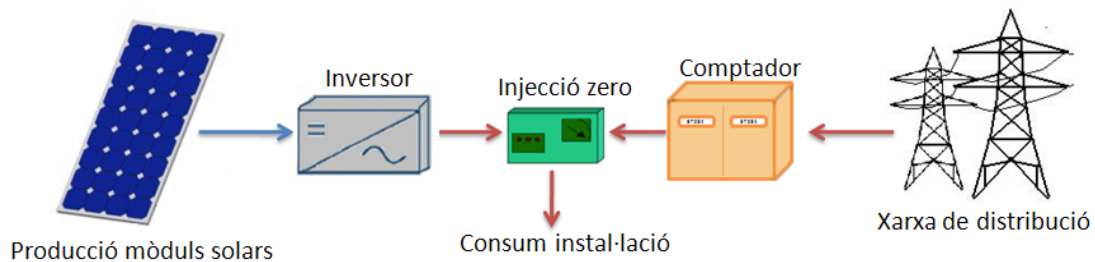 Inversor
Injecció zero
Comptador
Producció mòduls solars
Consum instal·lació
Xarxa de distribució